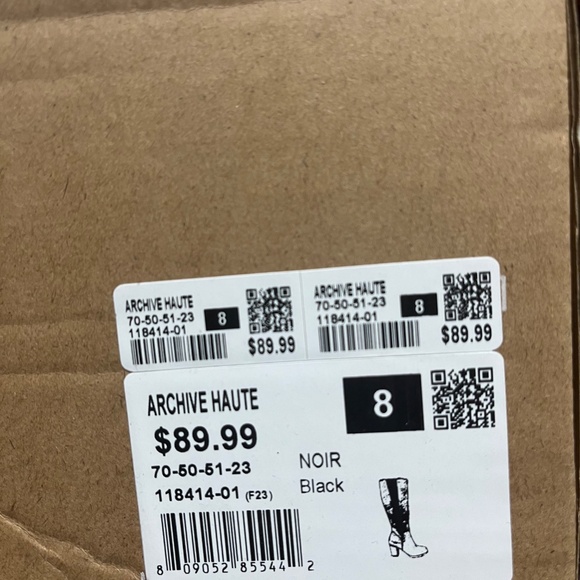 ARCHIVE HAUTE
70-50-51-23
118414-01
8
$89.99
ARCHIVE HAUTE
70-50-51-23
118414-01
8
$89.99
ARCHIVE HAUTE
8
$89.99
70-50-51-23
NOIR
118414-01 (F23)
Black
8 09052 85544 2